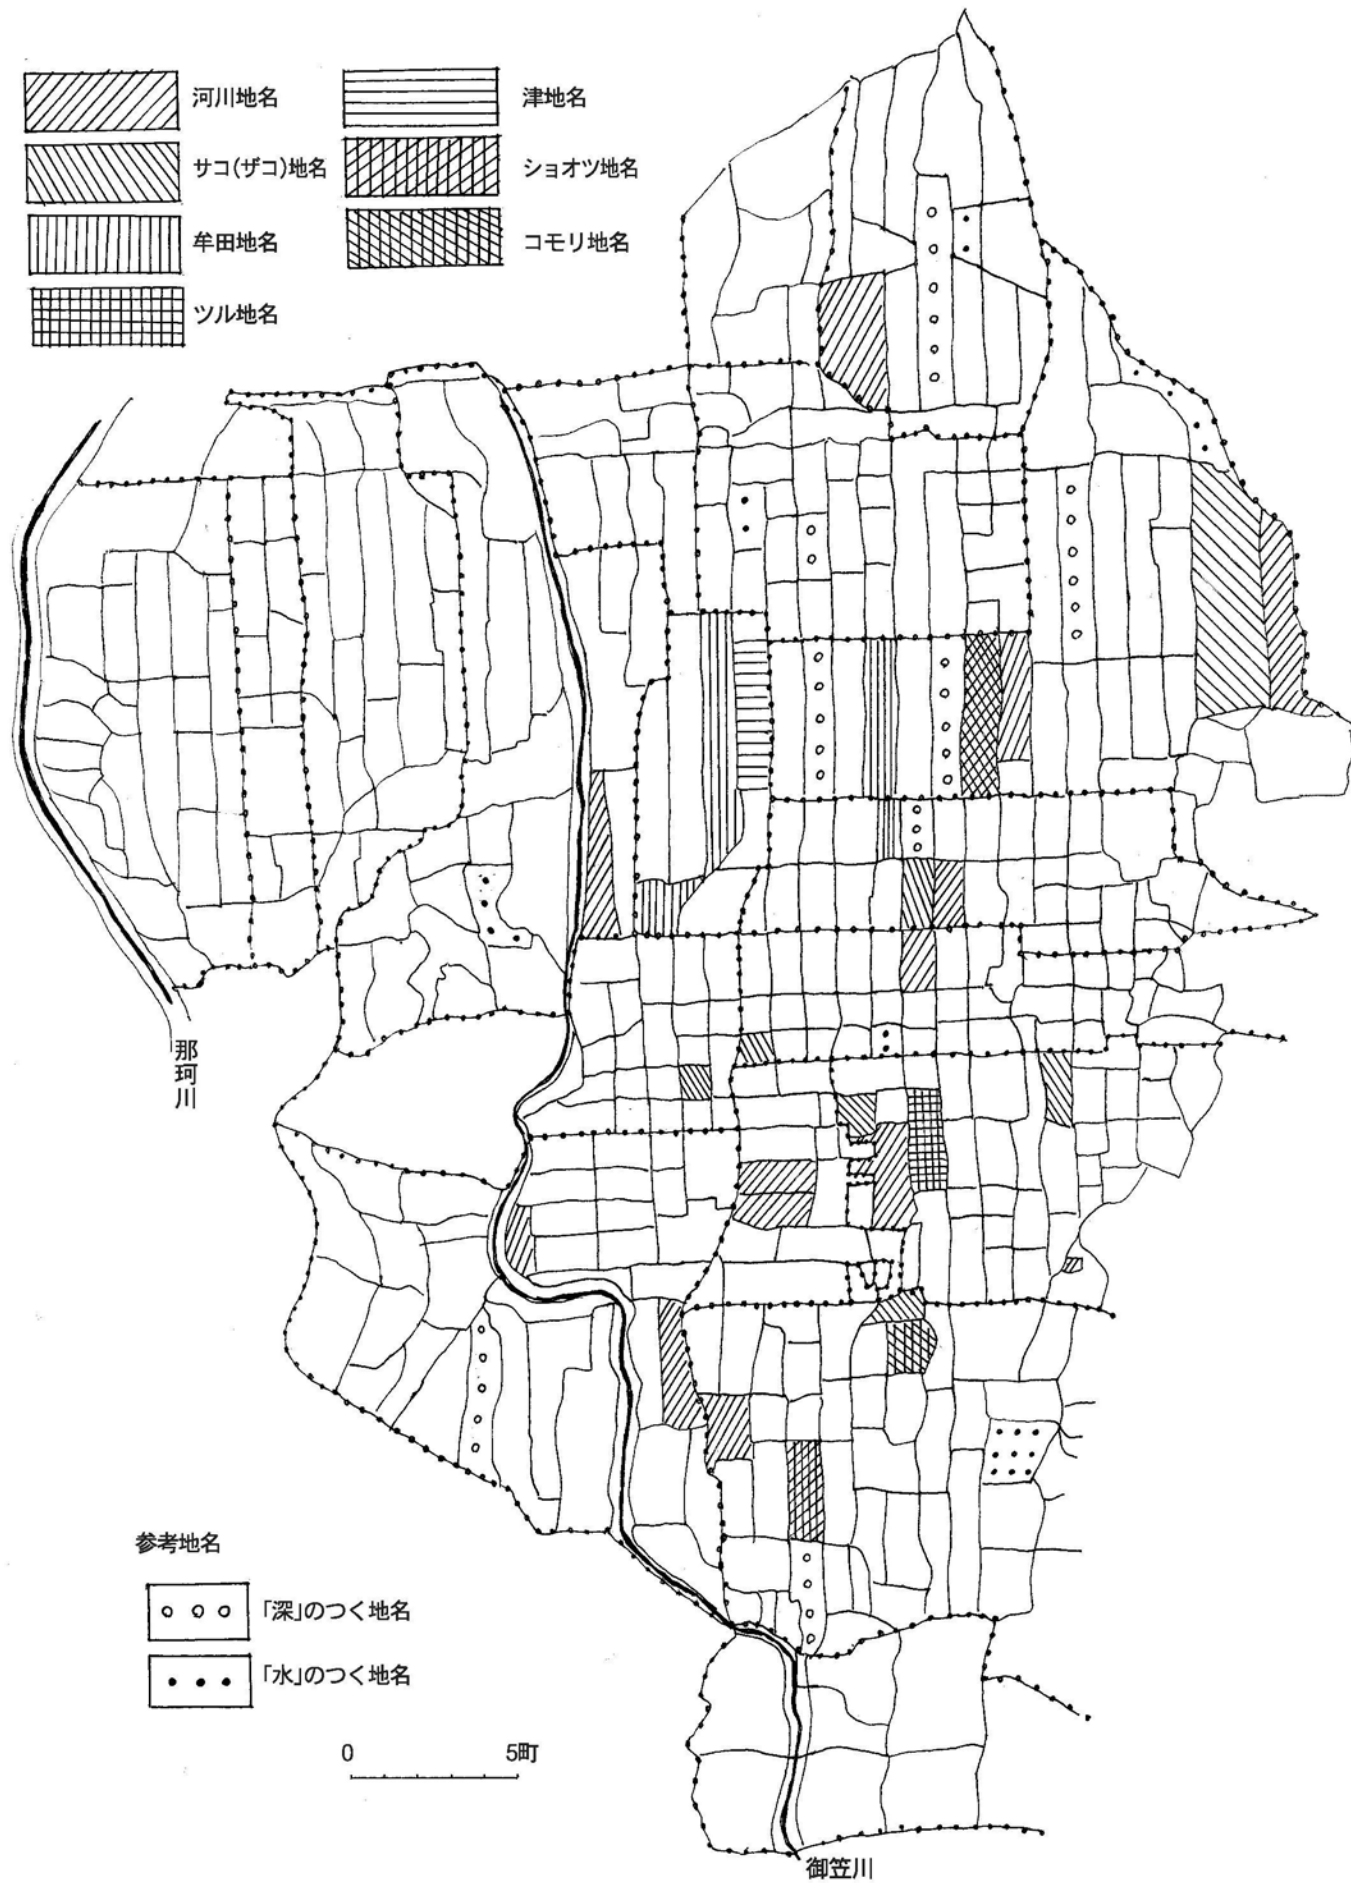 河川地名
サコ(ザコ)地名
牟田地名
ツル地名
津地名
ショオツ地名
コモリ地名
那珂川
参考地名
「深」のつく地名
「水」のつく地名
0 5町
御笠川